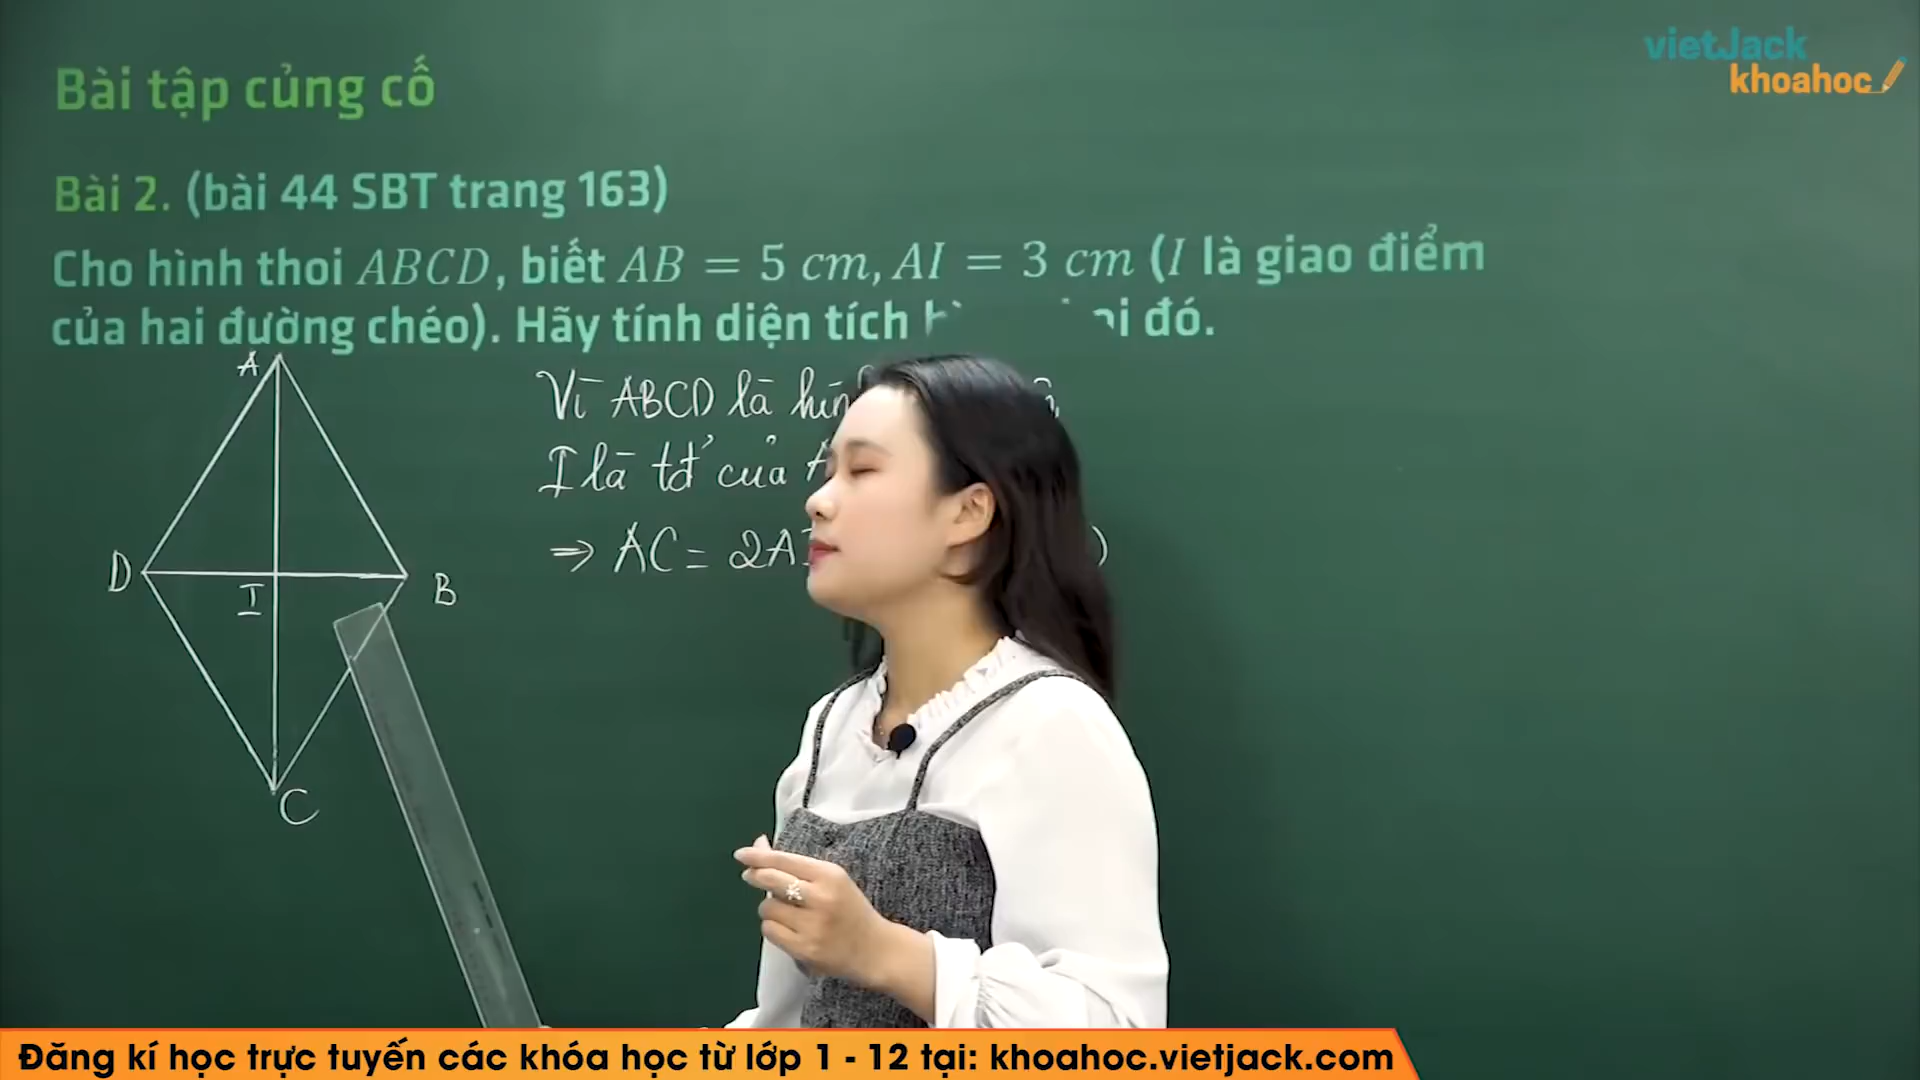 vietJack
khoahoc
Bài tập củng cố
Bài 2. (bài 44 SBT trang 163)
Cho hình thoi ABCD, biết AB = 5 cm, AI = 3 cm (I là giao điểm
của hai đường chéo). Hãy tính diện tích đó.
A
Vì ABCD là
I là tđ của
⇒ AC = 2A
D
I
B
C
Đăng kí học trực tuyến các khóa học từ lớp 1 - 12 tại: khoahoc.vietjack.com